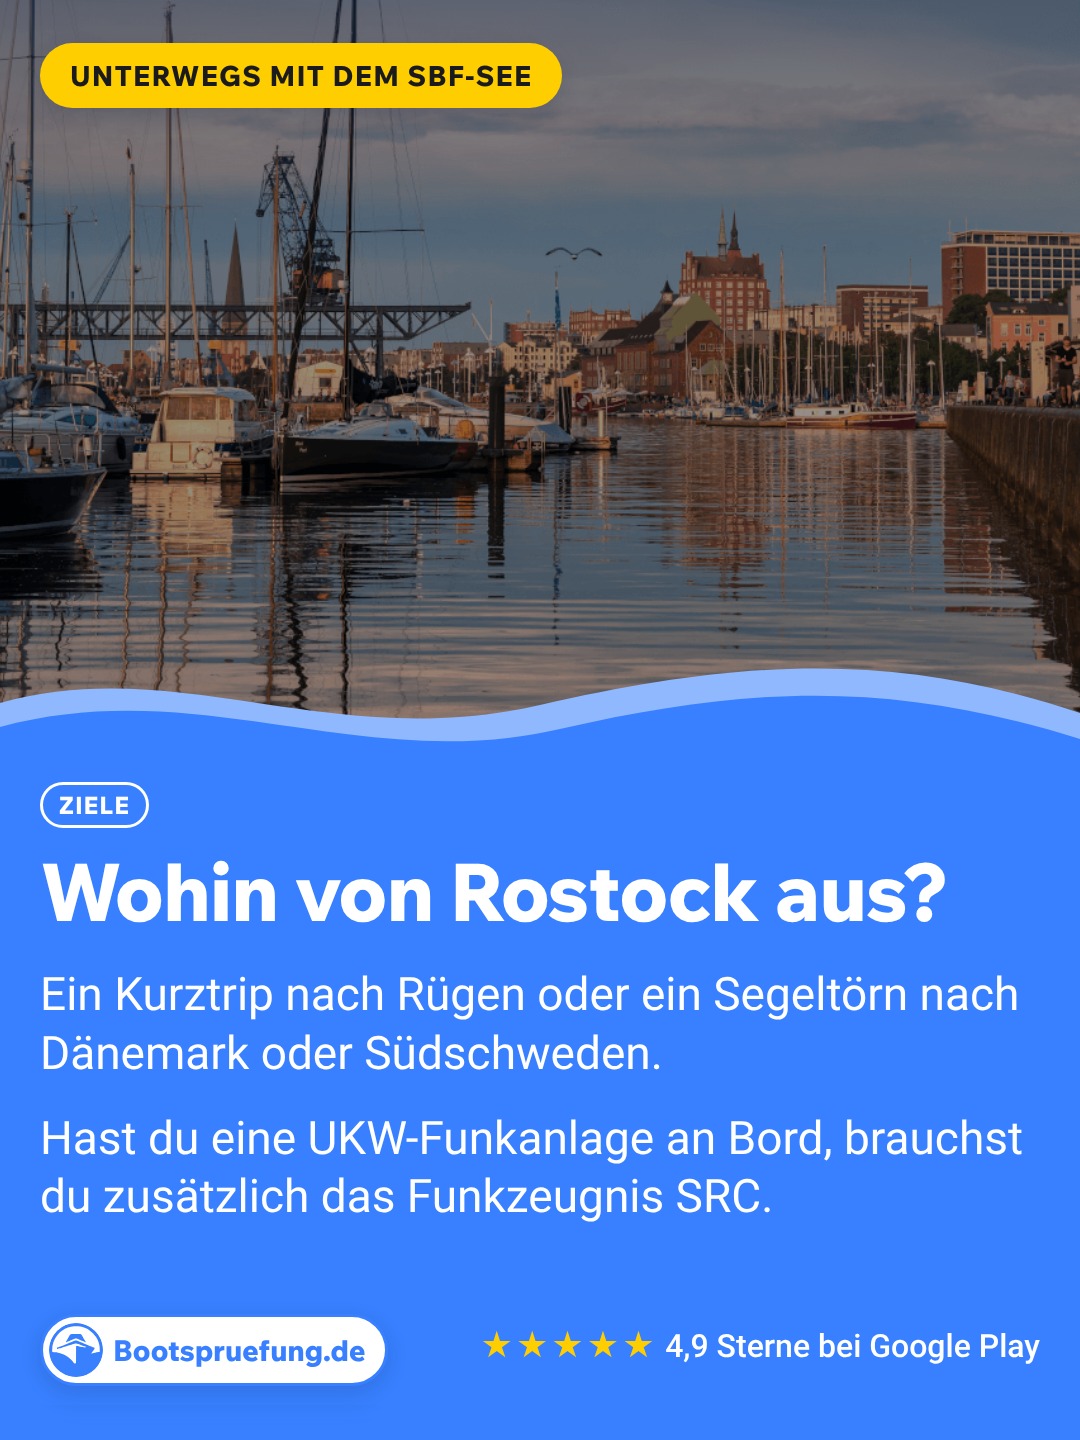 UNTERWEGS MIT DEM SBF-SEE
ZIELE
Wohin von Rostock aus?
Ein Kurztrip nach Rügen oder ein Segeltörn nach
Dänemark oder Südschweden.
Hast du eine UKW-Funkanlage an Bord, brauchst
du zusätzlich das Funkzeugnis SRC.
Bootspruefung.de
★★★★★ 4,9 Sterne bei Google Play